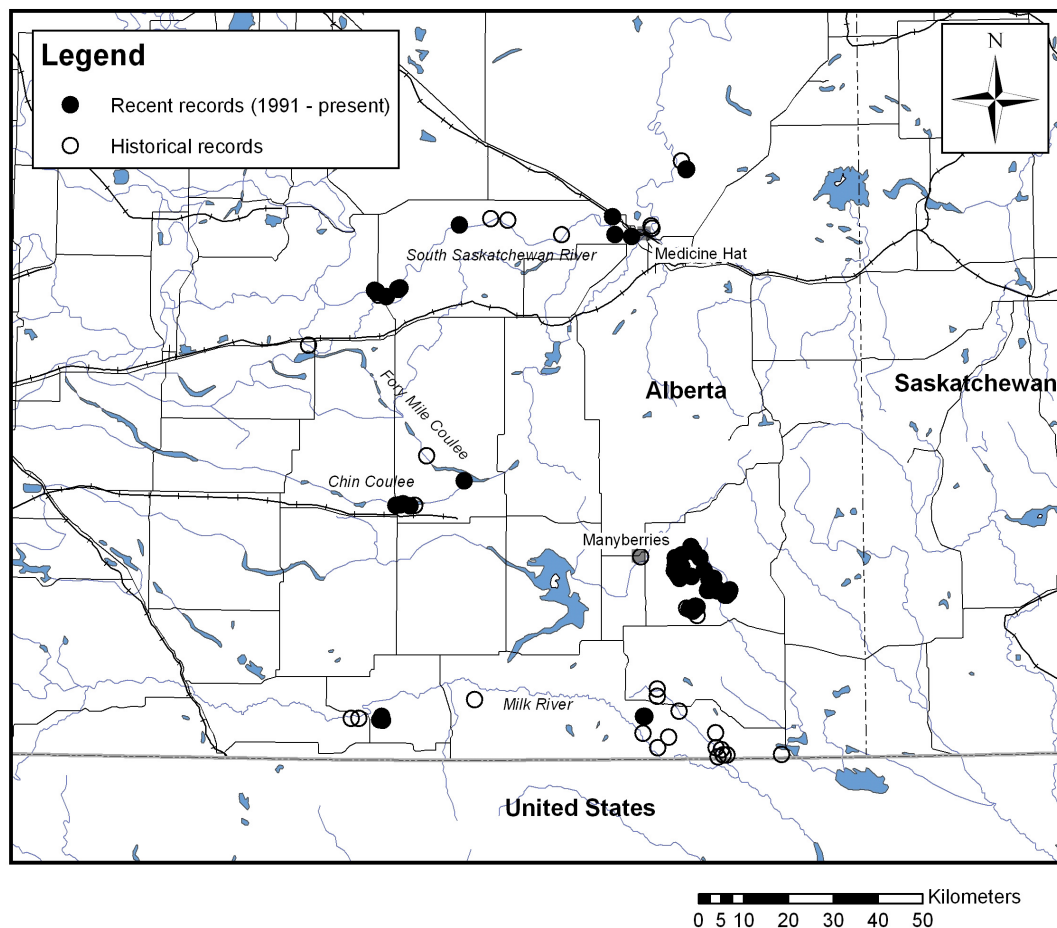 Legend
Recent records (1991 - present)
Historical records
N
Medicine Hat
South Saskatchewan River
Forty Mile Coulee
Alberta
Saskatchewan
Chin Coulee
Manyberries
Milk River
United States
Kilometers
0 5 10 20 30 40 50